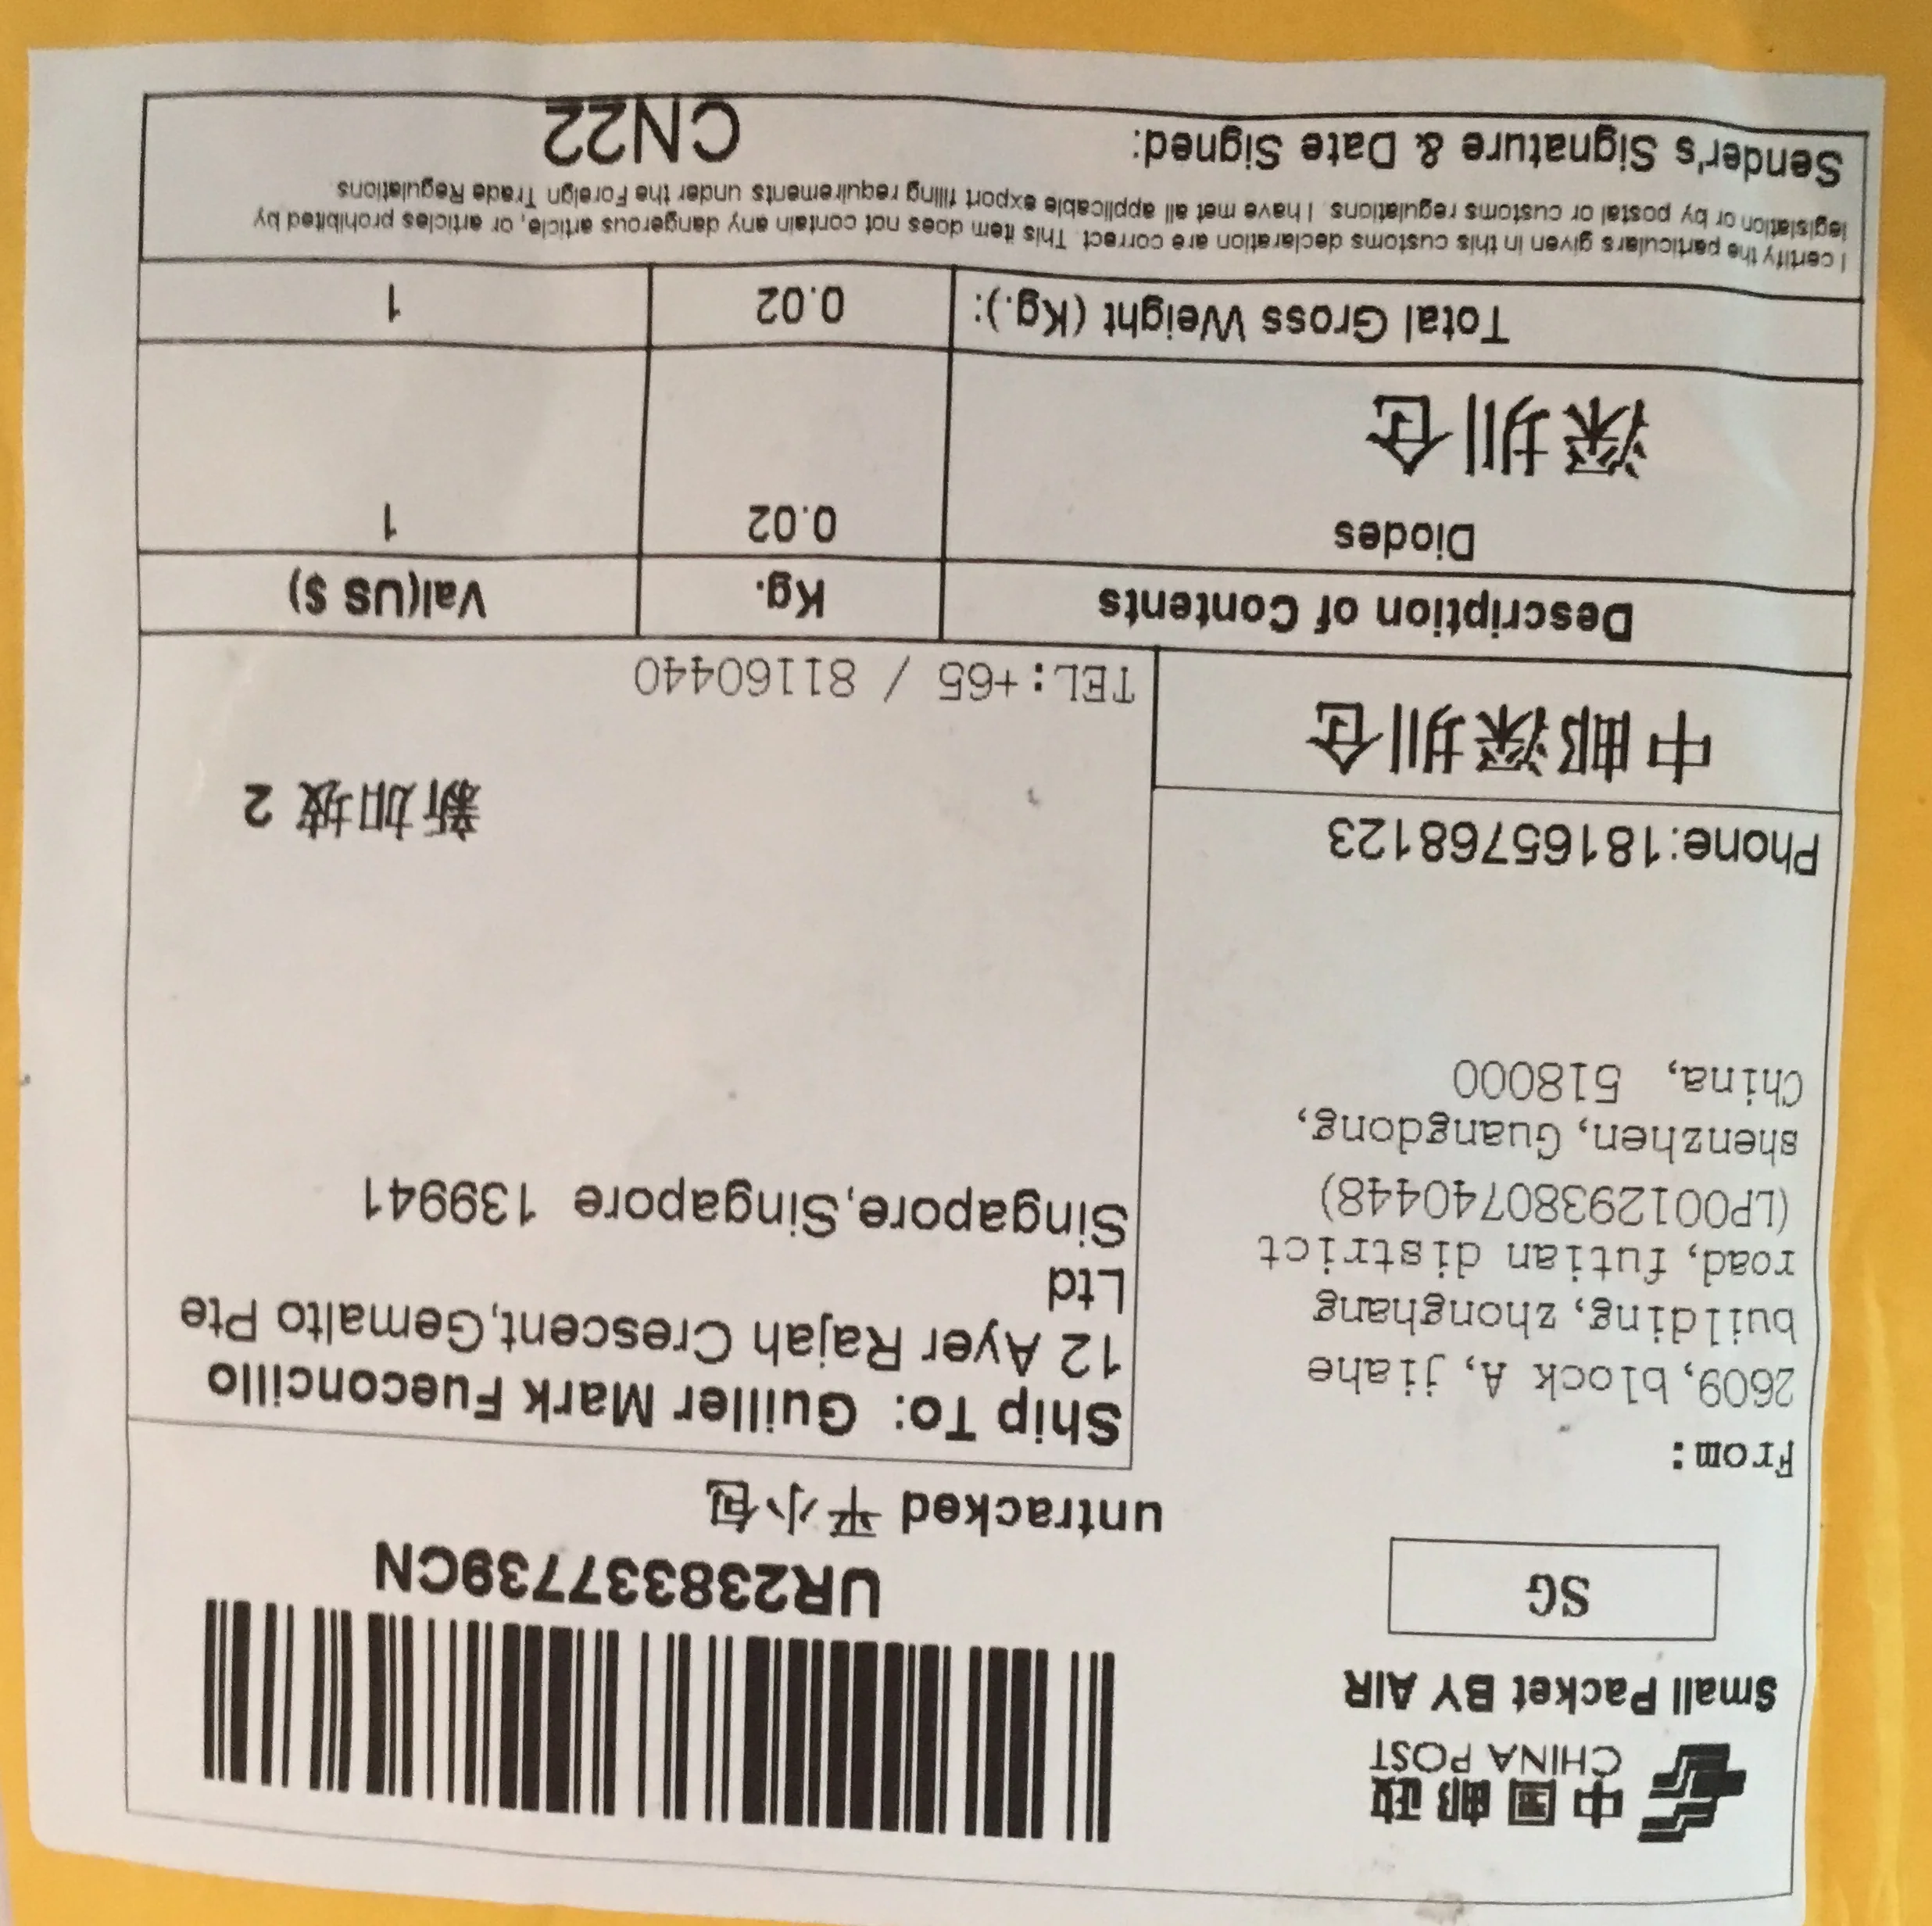 中国邮政
CHINA POST
Small Packet BY AIR
SG
UR238337739CN
untracked 平小包
From:
2609, block A, jiahe
building, zhonghang
road, futian district
(LP00129380740448)
shenzhen, Guangdong,
China, 518000
Phone:18165768123
中邮深圳仓
Ship To: Guiller Mark Fueconcillo
12 Ayer Rajah Crescent,Gemalto Pte
Ltd
Singapore,Singapore 139941
新加坡 2
TEL:+65 / 81160440
Description of Contents Kg. Val(US $)
Diodes 0.02 1
深圳仓
Total Gross Weight (Kg.): 0.02 1
I certify the particulars given in this customs declaration are correct. This item does not contain any dangerous article, or articles prohibited by
legislation or by postal or customs regulations. I have met all applicable export filling requirements under the Foreign Trade Regulations
Sender's Signature & Date Signed: CN22